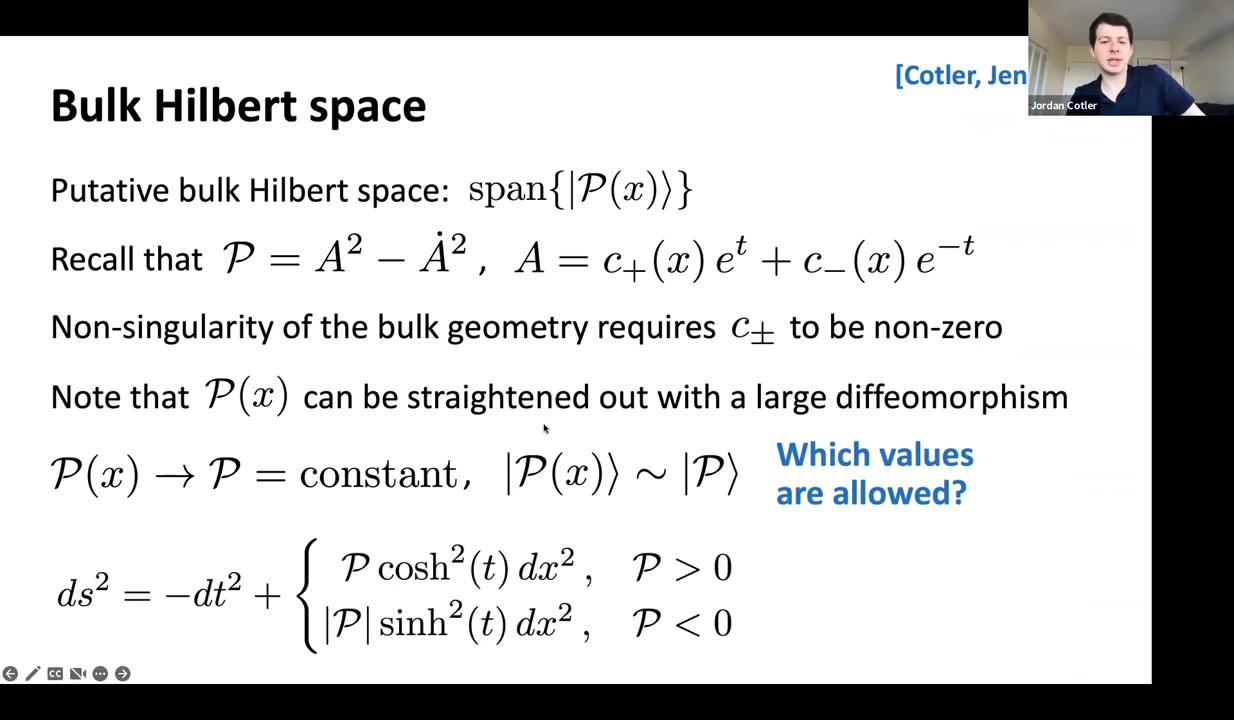 [Cotler, Jen
Jordan Cotler
Bulk Hilbert space
Putative bulk Hilbert space: span{|𝒫(x)⟩}
Recall that 𝒫 = A² − Ȧ² , A = c₊(x) eᵗ + c₋(x) e⁻ᵗ
Non-singularity of the bulk geometry requires c± to be non-zero
Note that 𝒫(x) can be straightened out with a large diffeomorphism
𝒫(x) → 𝒫 = constant, |𝒫(x)⟩ ∼ |𝒫⟩
Which values
are allowed?
ds² = −dt² + {
𝒫 cosh²(t) dx² , 𝒫 > 0
|𝒫| sinh²(t) dx² , 𝒫 < 0
CC